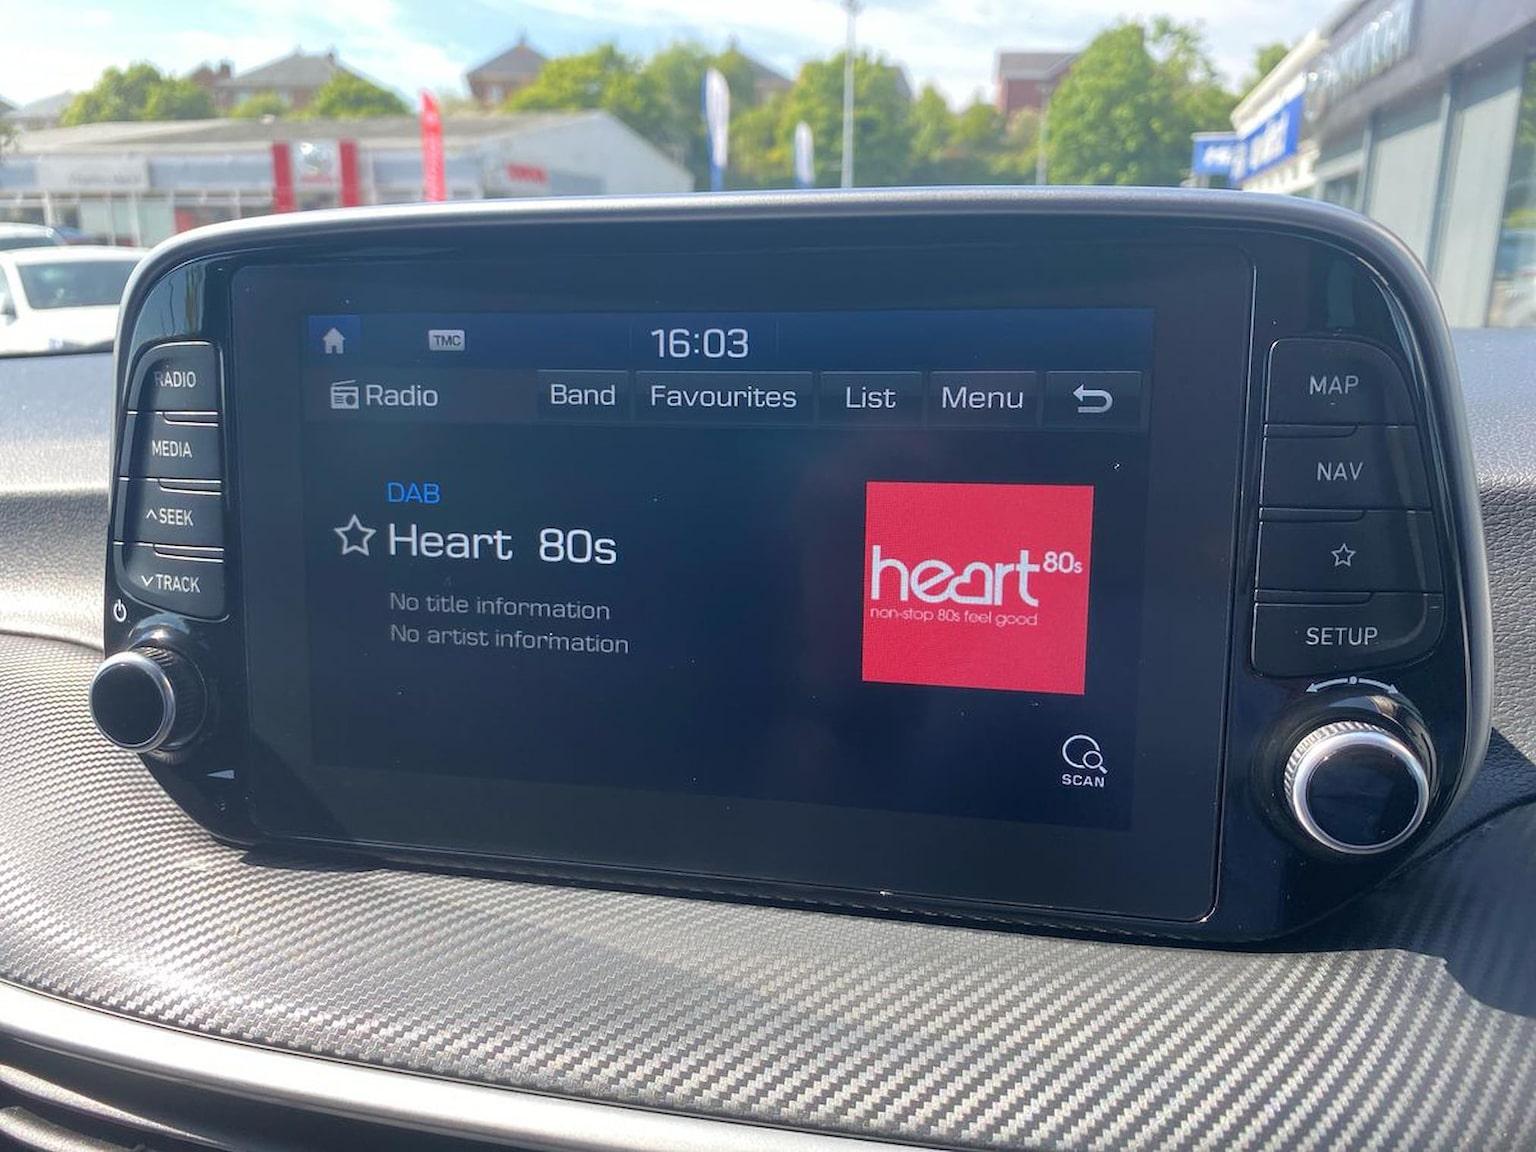 TMC
16:03
Radio
Band
Favourites
List
Menu
RADIO
MEDIA
SEEK
TRACK
DAB
Heart 80s
No title information
No artist information
heart 80s
non-stop 80s feel good
SCAN
MAP
NAV
SETUP